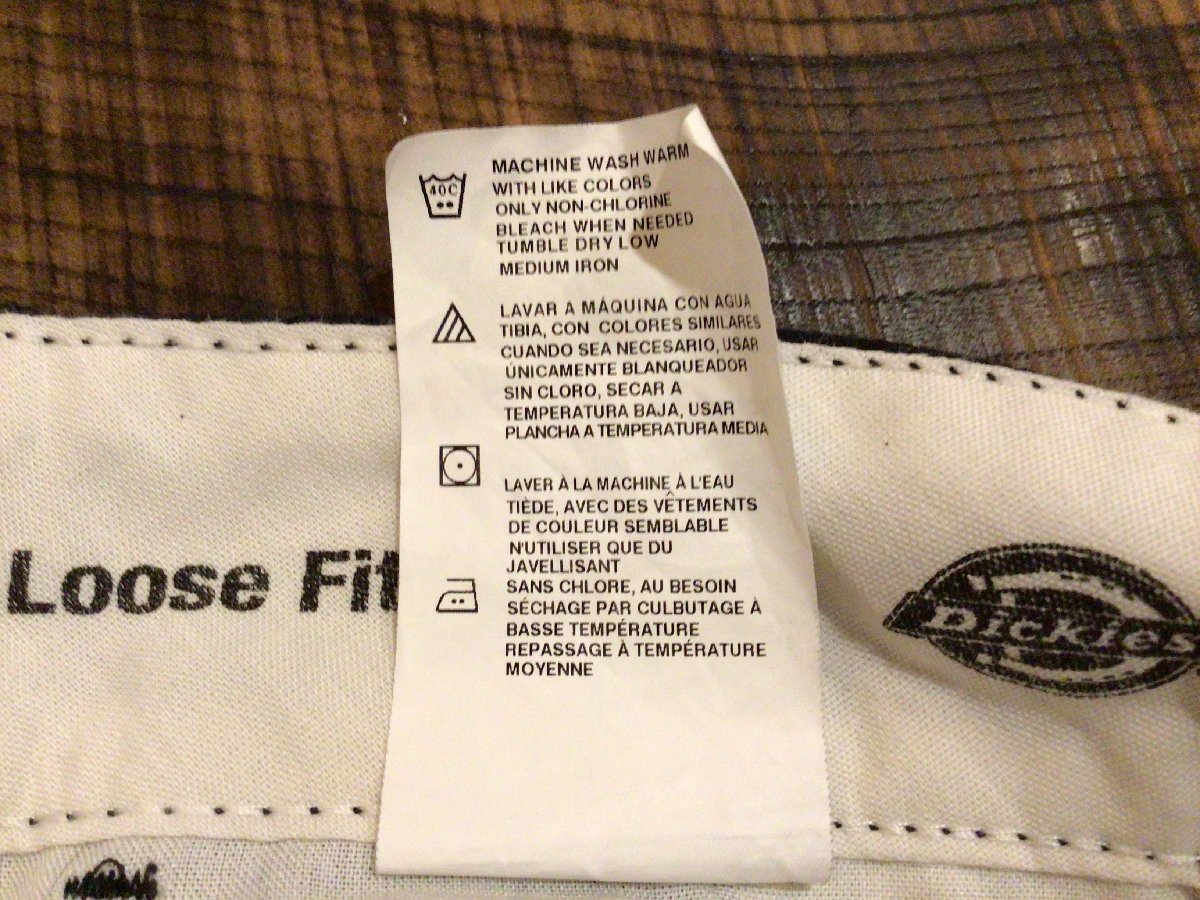 40C
MACHINE WASH WARM
WITH LIKE COLORS
ONLY NON-CHLORINE
BLEACH WHEN NEEDED
TUMBLE DRY LOW
MEDIUM IRON
LAVAR A MÁQUINA CON AGUA
TIBIA, CON COLORES SIMILARES
CUANDO SEA NECESARIO, USAR
ÚNICAMENTE BLANQUEADOR
SIN CLORO, SECAR A
TEMPERATURA BAJA, USAR
PLANCHA A TEMPERATURA MEDIA
LAVER À LA MACHINE À L'EAU
TIÈDE, AVEC DES VÊTEMENTS
DE COULEUR SEMBLABLE
N'UTILISER QUE DU
JAVELLISANT
SANS CHLORE, AU BESOIN
SÉCHAGE PAR CULBUTAGE À
BASSE TEMPÉRATURE
REPASSAGE À TEMPÉRATURE
MOYENNE
Loose Fit
Dickies